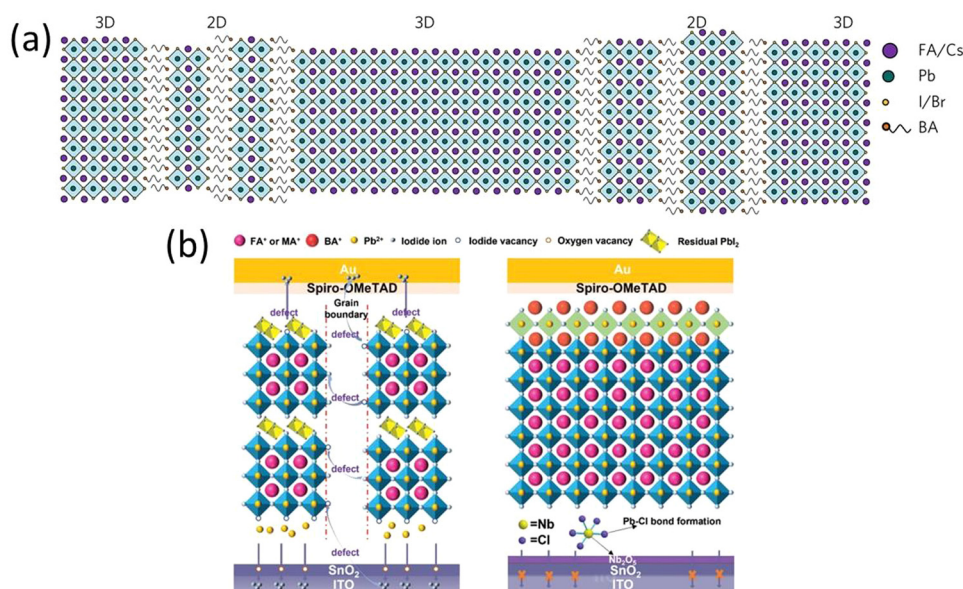 (a)
3D 2D 3D 2D 3D
FA/Cs
Pb
I/Br
BA
(b)
FA⁺ or MA⁺ BA⁺ Pb²⁺ Iodide ion Iodide vacancy Oxygen vacancy Residual PbI₂
Au
Spiro-OMeTAD
Grain
boundary
defect
defect
defect
defect
defect
defect
SnO₂
ITO
Au
Spiro-OMeTAD
=Nb
=Cl
Pb-Cl bond formation
Nb₂O₅
SnO₂
ITO